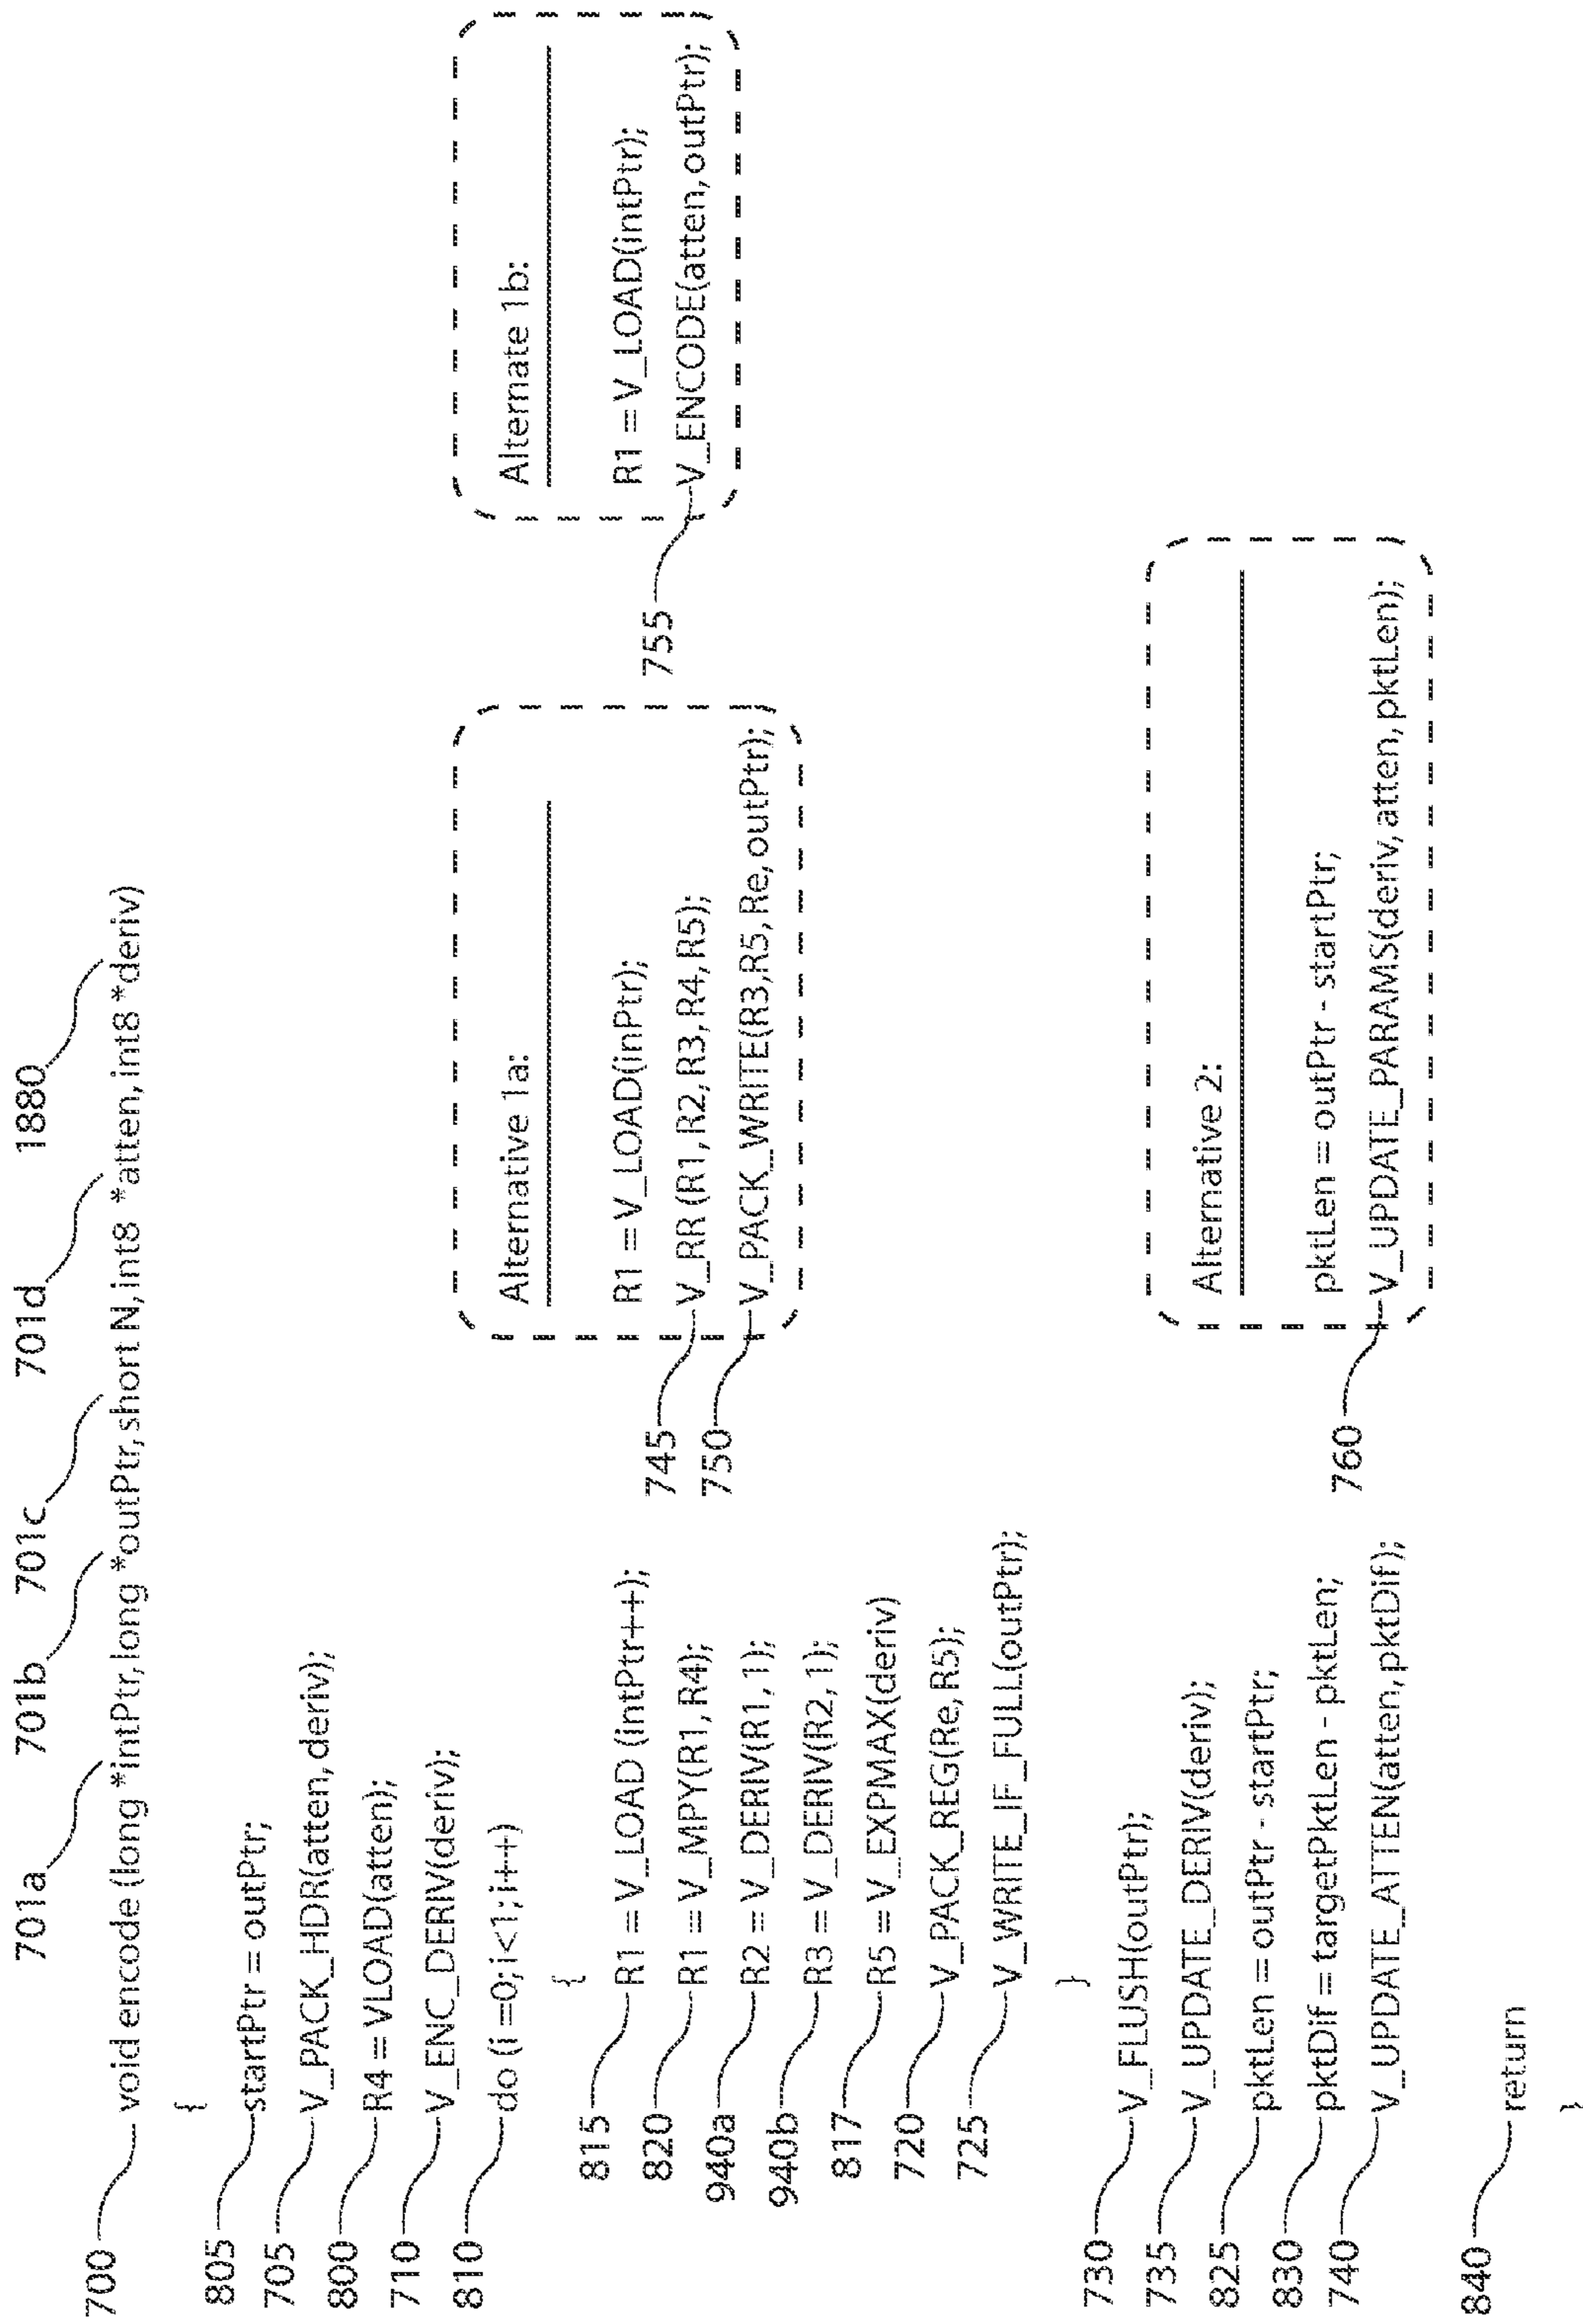 701a 701b 701c 701d 1880
700 void encode (long *intPtr, long *outPtr, short N, int8 *atten, int8 *deriv)
{
805 startPtr = outPtr;
705 V_PACK_HDR(atten, deriv);
800 R4 = VLOAD(atten);
710 V_ENC_DERIV(deriv);
810 do (i =0; i<1; i++)
{
815 R1 = V_LOAD (intPtr++);
820 R1 = V_MPY(R1, R4);
940a R2 = V_DERIV(R1, 1);
940b R3 = V_DERIV(R2, 1);
817 R5 = V_EXPMAX(deriv)
720 V_PACK_REG(Re, R5);
725 V_WRITE_IF_FULL(outPtr);
}
730 V_FLUSH(outPtr);
735 V_UPDATE_DERIV(deriv);
825 pktLen = outPtr - startPtr;
830 pktDif = targetPktLen - pktLen;
740 V_UPDATE_ATTEN(atten, pktDif);
840 return
}
Alternative 1a:
R1 = V_LOAD(inPtr);
745 V_RR (R1, R2, R3, R4, R5);
750 V_PACK_WRITE(R3, R5, Re, outPtr);
Alternate 1b:
R1 = V_LOAD(intPtr);
755 V_ENCODE(atten, outPtr);
Alternative 2:
pktLen = outPtr - startPtr;
760 V_UPDATE_PARAMS(deriv, atten, pktLen);